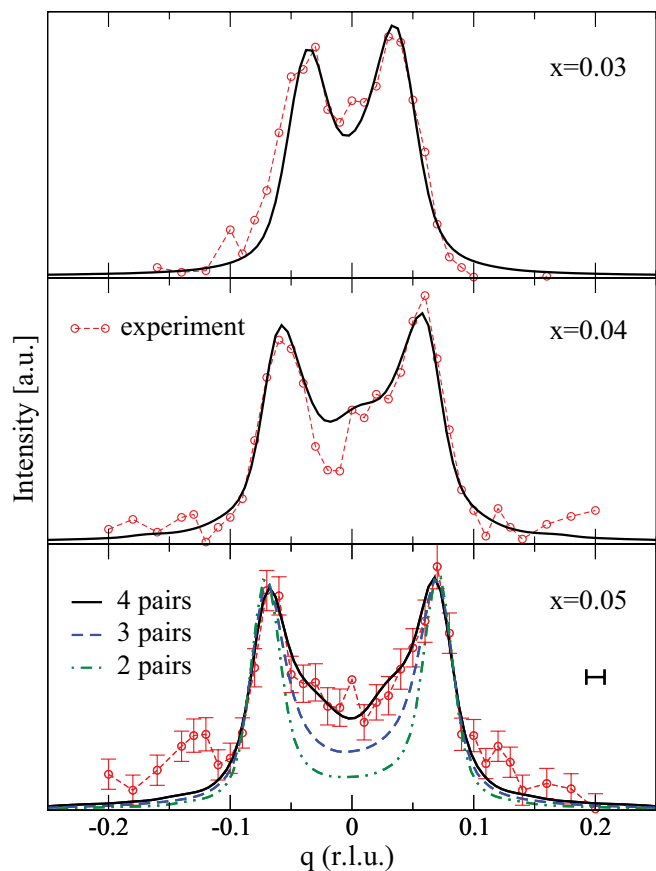 x=0.03
experiment
x=0.04
Intensity [a.u.]
4 pairs
3 pairs
2 pairs
x=0.05
-0.2 -0.1 0 0.1 0.2
q (r.l.u.)